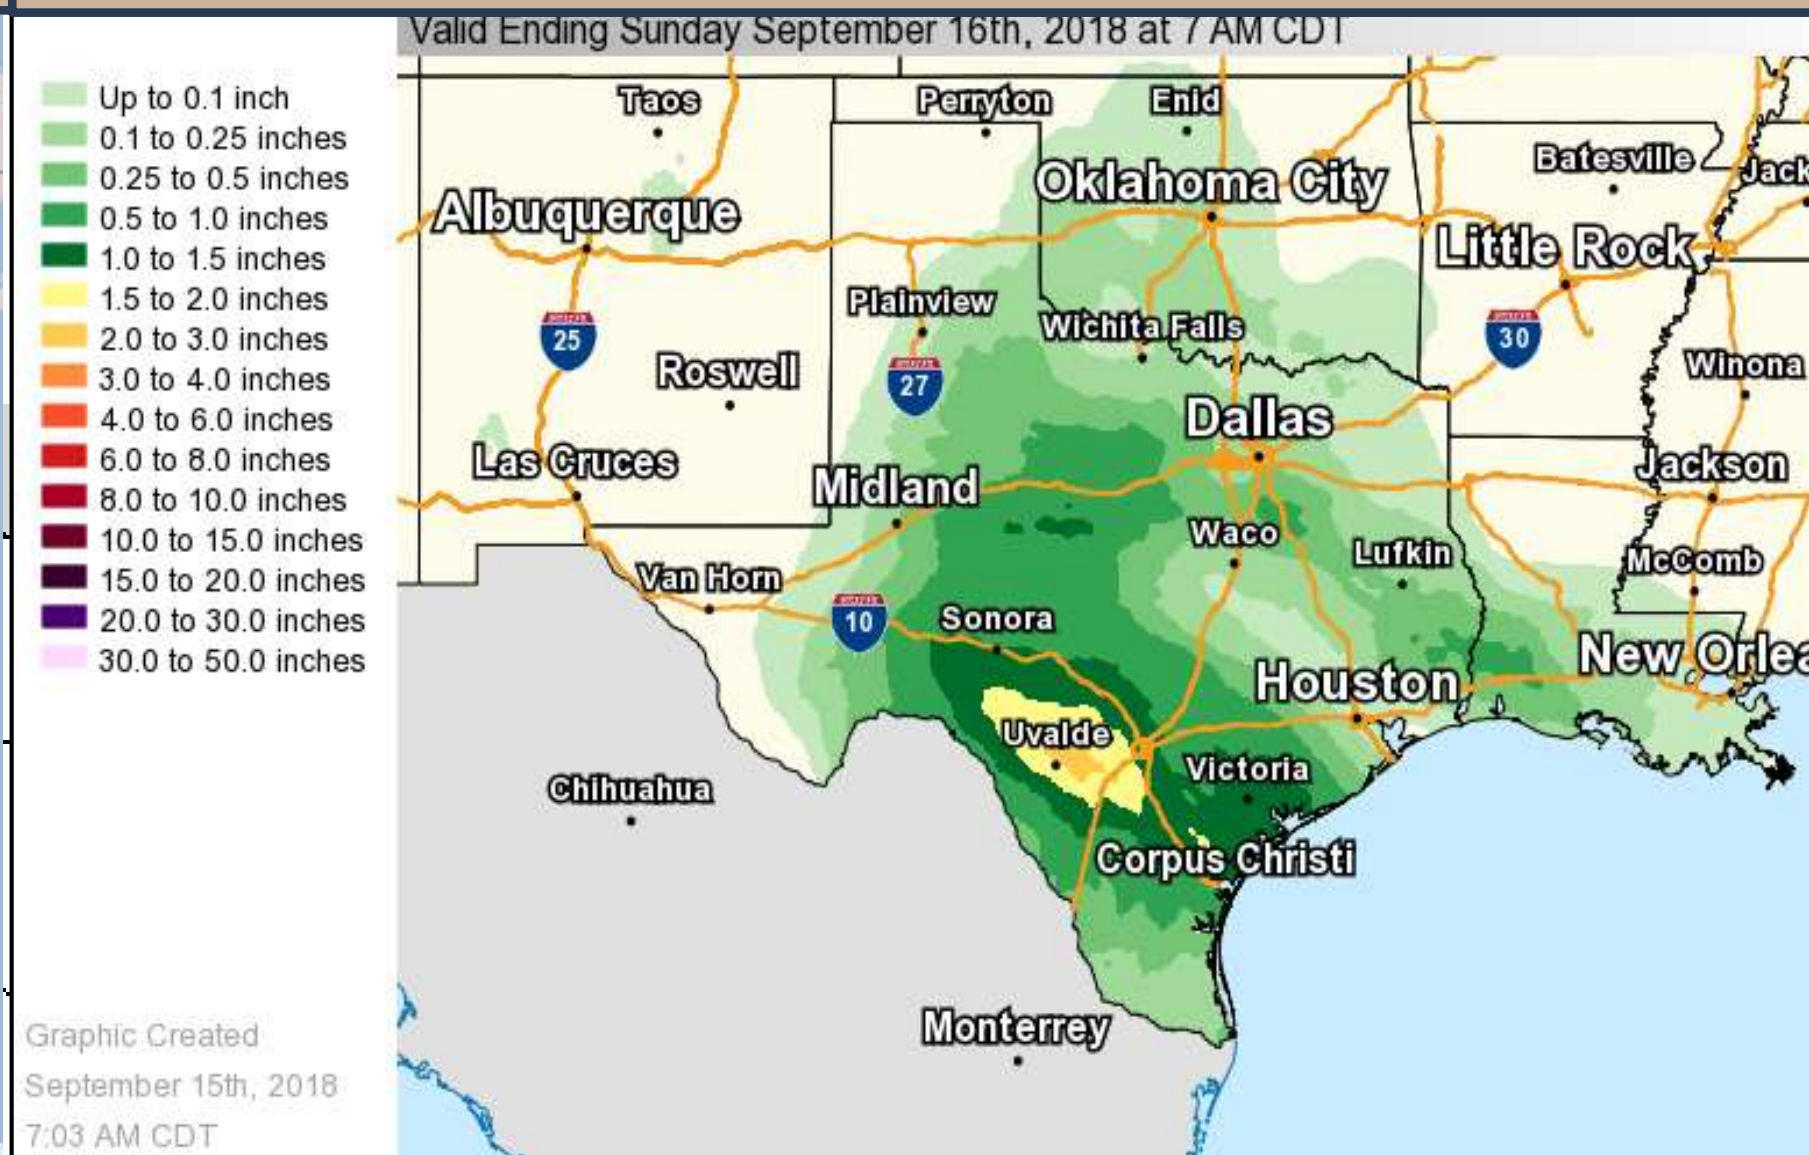 Valid Ending Sunday September 16th, 2018 at 7 AM CDT
Up to 0.1 inch
0.1 to 0.25 inches
0.25 to 0.5 inches
0.5 to 1.0 inches
1.0 to 1.5 inches
1.5 to 2.0 inches
2.0 to 3.0 inches
3.0 to 4.0 inches
4.0 to 6.0 inches
6.0 to 8.0 inches
8.0 to 10.0 inches
10.0 to 15.0 inches
15.0 to 20.0 inches
20.0 to 30.0 inches
30.0 to 50.0 inches
Graphic Created
September 15th, 2018
7:03 AM CDT
Taos
Perryton
Enid
Batesville
Jack
Oklahoma City
Albuquerque
Little Rock
Plainview
Wichita Falls
25
30
Roswell
27
Winona
Dallas
Las Cruces
Midland
Jackson
Waco
Lufkin
McComb
Van Horn
10
Sonora
New Orlea
Houston
Uvalde
Victoria
Chihuahua
Corpus Christi
Monterrey